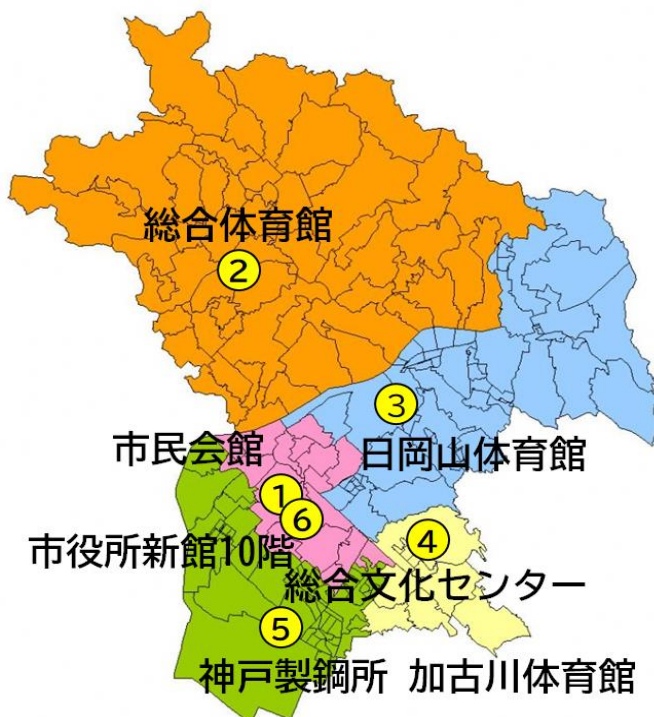 総合体育館
②
③
市民会館
日岡山体育館
①
⑥
④
市役所新館10階
総合文化センター
⑤
神戸製鋼所 加古川体育館